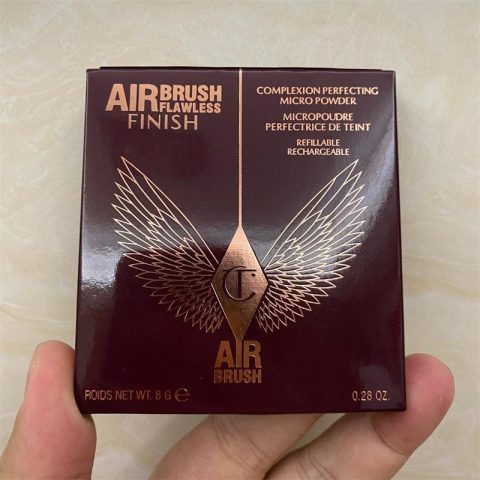 AIRBRUSH
FLAWLESS
FINISH
COMPLEXION PERFECTING
MICRO POWDER
MICROPOUDRE
PERFECTRICE DE TEINT
REFILLABLE
RECHARGEABLE
CT
AIR
BRUSH
POIDS NET WT. 8 G e
0.28 OZ.